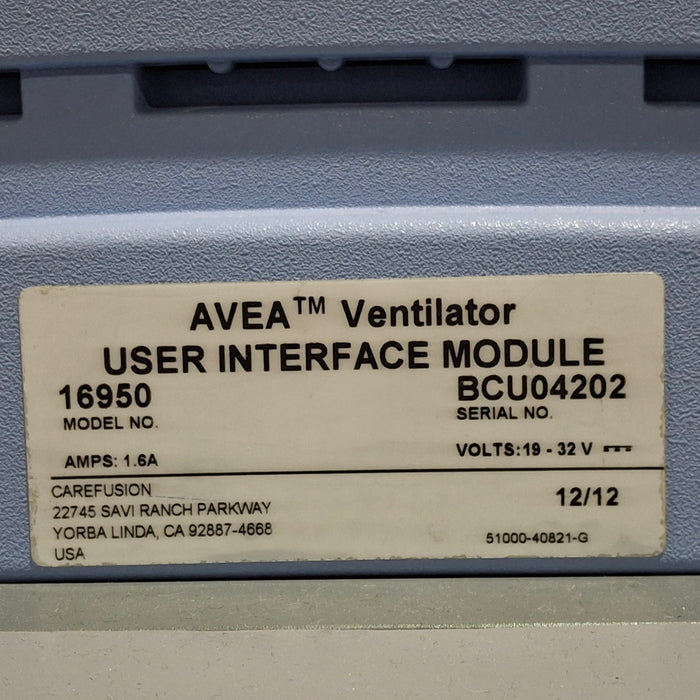 AVEA™ Ventilator
USER INTERFACE MODULE
16950 BCU04202
MODEL NO. SERIAL NO.
AMPS: 1.6A VOLTS:19 - 32 V ⎓
CAREFUSION 12/12
22745 SAVI RANCH PARKWAY
YORBA LINDA, CA 92887-4668 51000-40821-G
USA